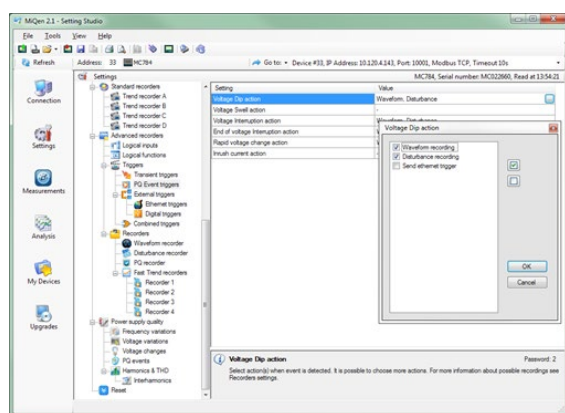 MiQen 2.1 - Setting Studio
File Tools View Help
Refresh Address: 33 MC784 Go to: Device #33, IP Address: 10.120.4.143, Port: 10001, Modbus TCP, Timeout 10s
MC784, Serial number: MC022660, Read at 13:54:21
Connection
Settings
Measurements
Analysis
My Devices
Upgrades
Settings
Standard recorders
Trend recorder A
Trend recorder B
Trend recorder C
Trend recorder D
Advanced recorders
Logical inputs
Logical functions
Triggers
Transient triggers
PQ Event triggers
External triggers
Ethernet triggers
Digital triggers
Combined triggers
Recorders
Waveform recorder
Disturbance recorder
PQ recorder
Fast Trend recorders
Recorder 1
Recorder 2
Recorder 3
Recorder 4
Power supply quality
Frequency variations
Voltage variations
Voltage changes
PQ events
Harmonics & THD
Interharmonics
Reset
Setting Value
Voltage Dip action Waveform. Disturbance
Voltage Swell action -
Voltage Interruption action Waveform. Disturbance
End of voltage Interruption action
Rapid voltage change action
Inrush current action
Voltage Dip action
Waveform recording
Disturbance recording
Send ethernet trigger
OK
Cancel
Voltage Dip action Password: 2
Select action(s) when event is detected. It is possible to choose more actions. For more information about possible recordings see
Recorders settings.